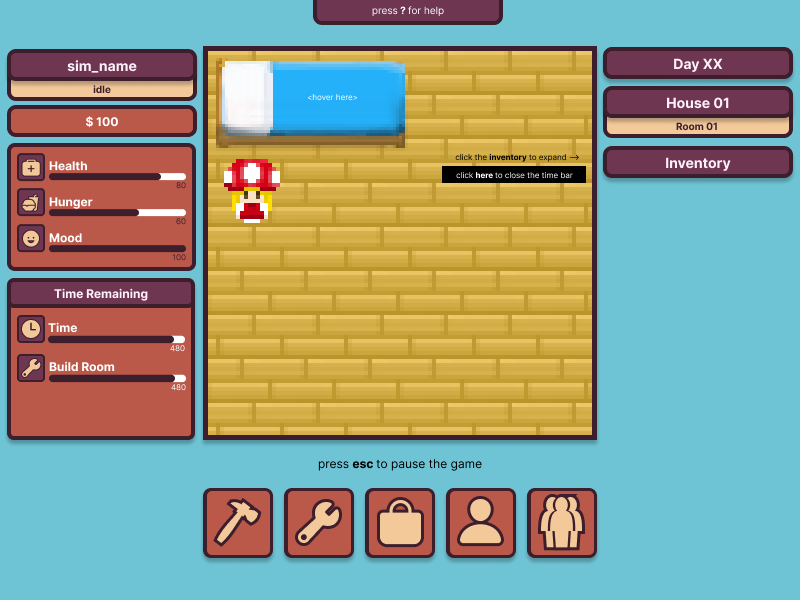 press ? for help
sim_name
idle
$ 100
Health
80
Hunger
60
Mood
100
Time Remaining
Time
480
Build Room
480
<hover here>
click the inventory to expand →
click here to close the time bar
Day XX
House 01
Room 01
Inventory
press esc to pause the game